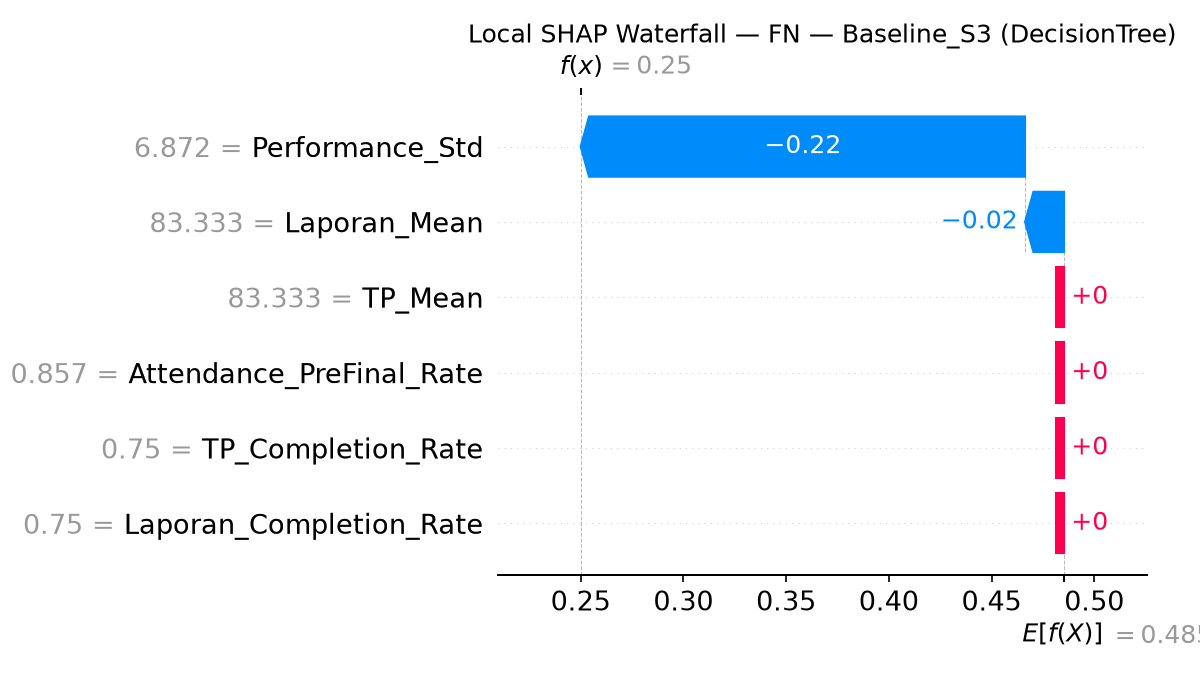 Local SHAP Waterfall — FN — Baseline_S3 (DecisionTree)
f(x) = 0.25
6.872 = Performance_Std
−0.22
83.333 = Laporan_Mean
−0.02
83.333 = TP_Mean
+0
0.857 = Attendance_PreFinal_Rate
+0
0.75 = TP_Completion_Rate
+0
0.75 = Laporan_Completion_Rate
+0
0.25 0.30 0.35 0.40 0.45 0.50
E[f(X)] = 0.485